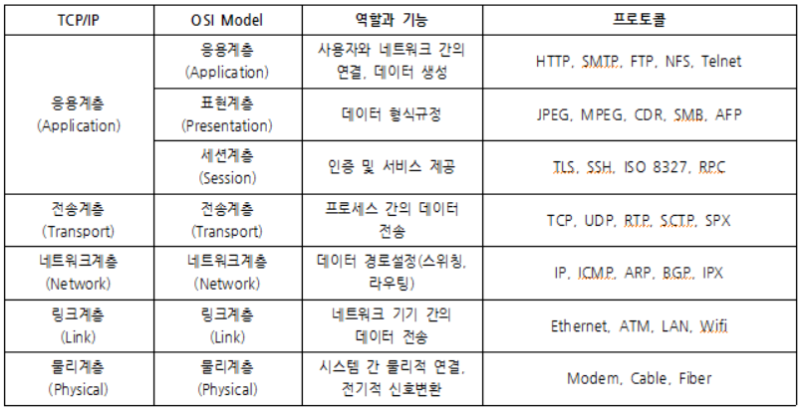 TCP/IP
OSI Model
역할과 기능
프로토콜
응용계층
(Application)
응용계층
(Application)
사용자와 네트워크 간의
연결, 데이터 생성
HTTP, SMTP, FTP, NFS, Telnet
표현계층
(Presentation)
데이터 형식규정
JPEG, MPEG, CDR, SMB, AFP
세션계층
(Session)
인증 및 서비스 제공
TLS, SSH, ISO 8327, RPC
전송계층
(Transport)
전송계층
(Transport)
프로세스 간의 데이터
전송
TCP, UDP, RTP, SCTP, SPX
네트워크계층
(Network)
네트워크계층
(Network)
데이터 경로설정(스위칭,
라우팅)
IP, ICMP, ARP, BGP, IPX
링크계층
(Link)
링크계층
(Link)
네트워크 기기 간의
데이터 전송
Ethernet, ATM, LAN, Wifi
물리계층
(Physical)
물리계층
(Physical)
시스템 간 물리적 연결,
전기적 신호변환
Modem, Cable, Fiber